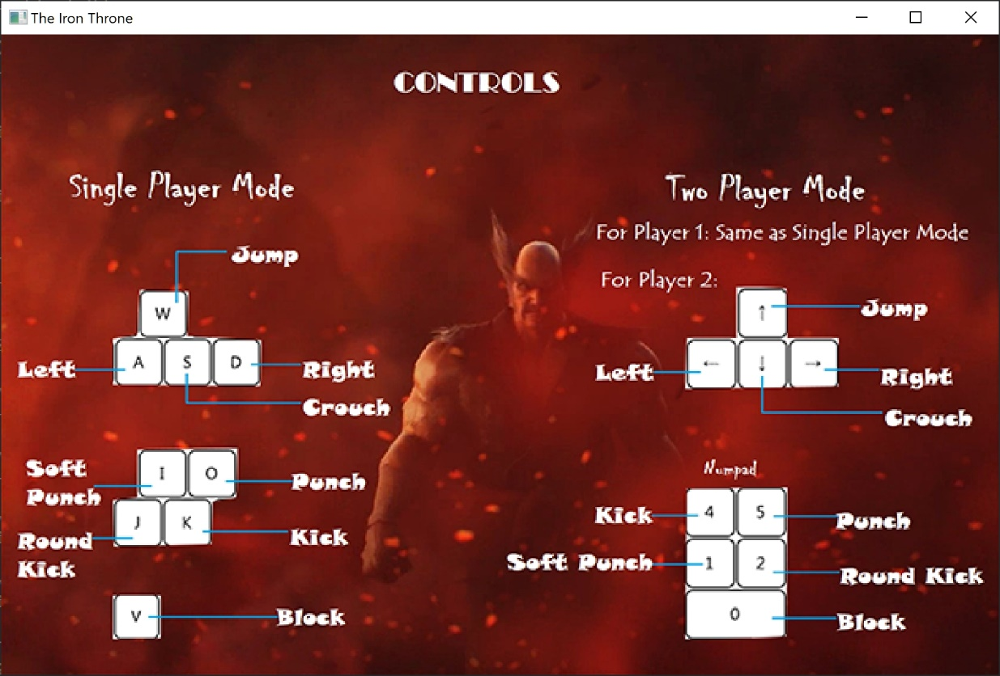 The Iron Throne
CONTROLS
Single Player Mode
Jump
W
A
S
D
Left
Right
Crouch
Soft
Punch
I
O
Punch
J
K
Round
Kick
Kick
V
Block
Two Player Mode
For Player 1: Same as Single Player Mode
For Player 2:
↑
Jump
Left
←
↓
→
Right
Crouch
Numpad
Kick
4
5
Punch
Soft Punch
1
2
Round Kick
0
Block